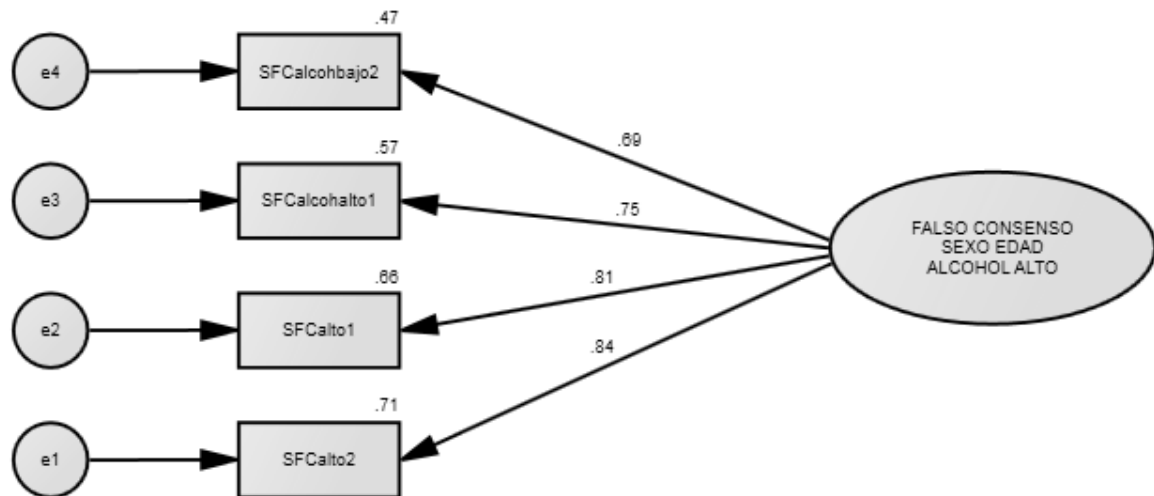 .47
e4
SFCalcohbajo2
.69
.57
e3
SFCalcohalto1
.75
FALSO CONSENSO
SEXO EDAD
ALCOHOL ALTO
.66
.81
e2
SFCalto1
.84
.71
e1
SFCalto2